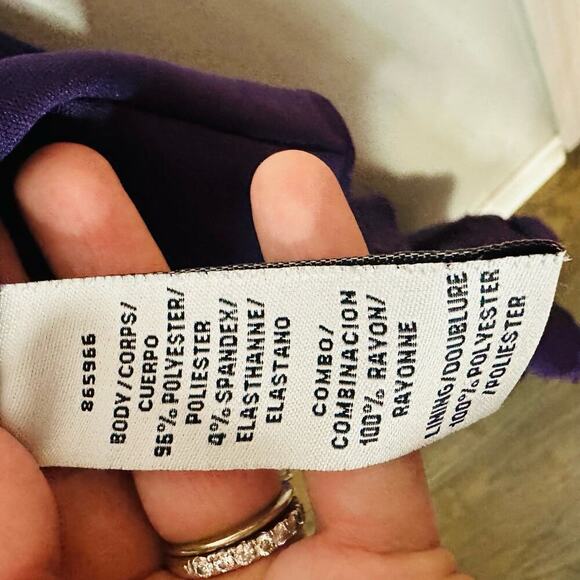 865966
BODY/CORPS/
CUERPO
96% POLYESTER/
POLIESTER
4% SPANDEX/
ELASTHANNE/
ELASTANO
COMBO/
COMBINACION
100% RAYON/
RAYONNE
LINING/DOUBLURE
100% POLYESTER
/POLIESTER